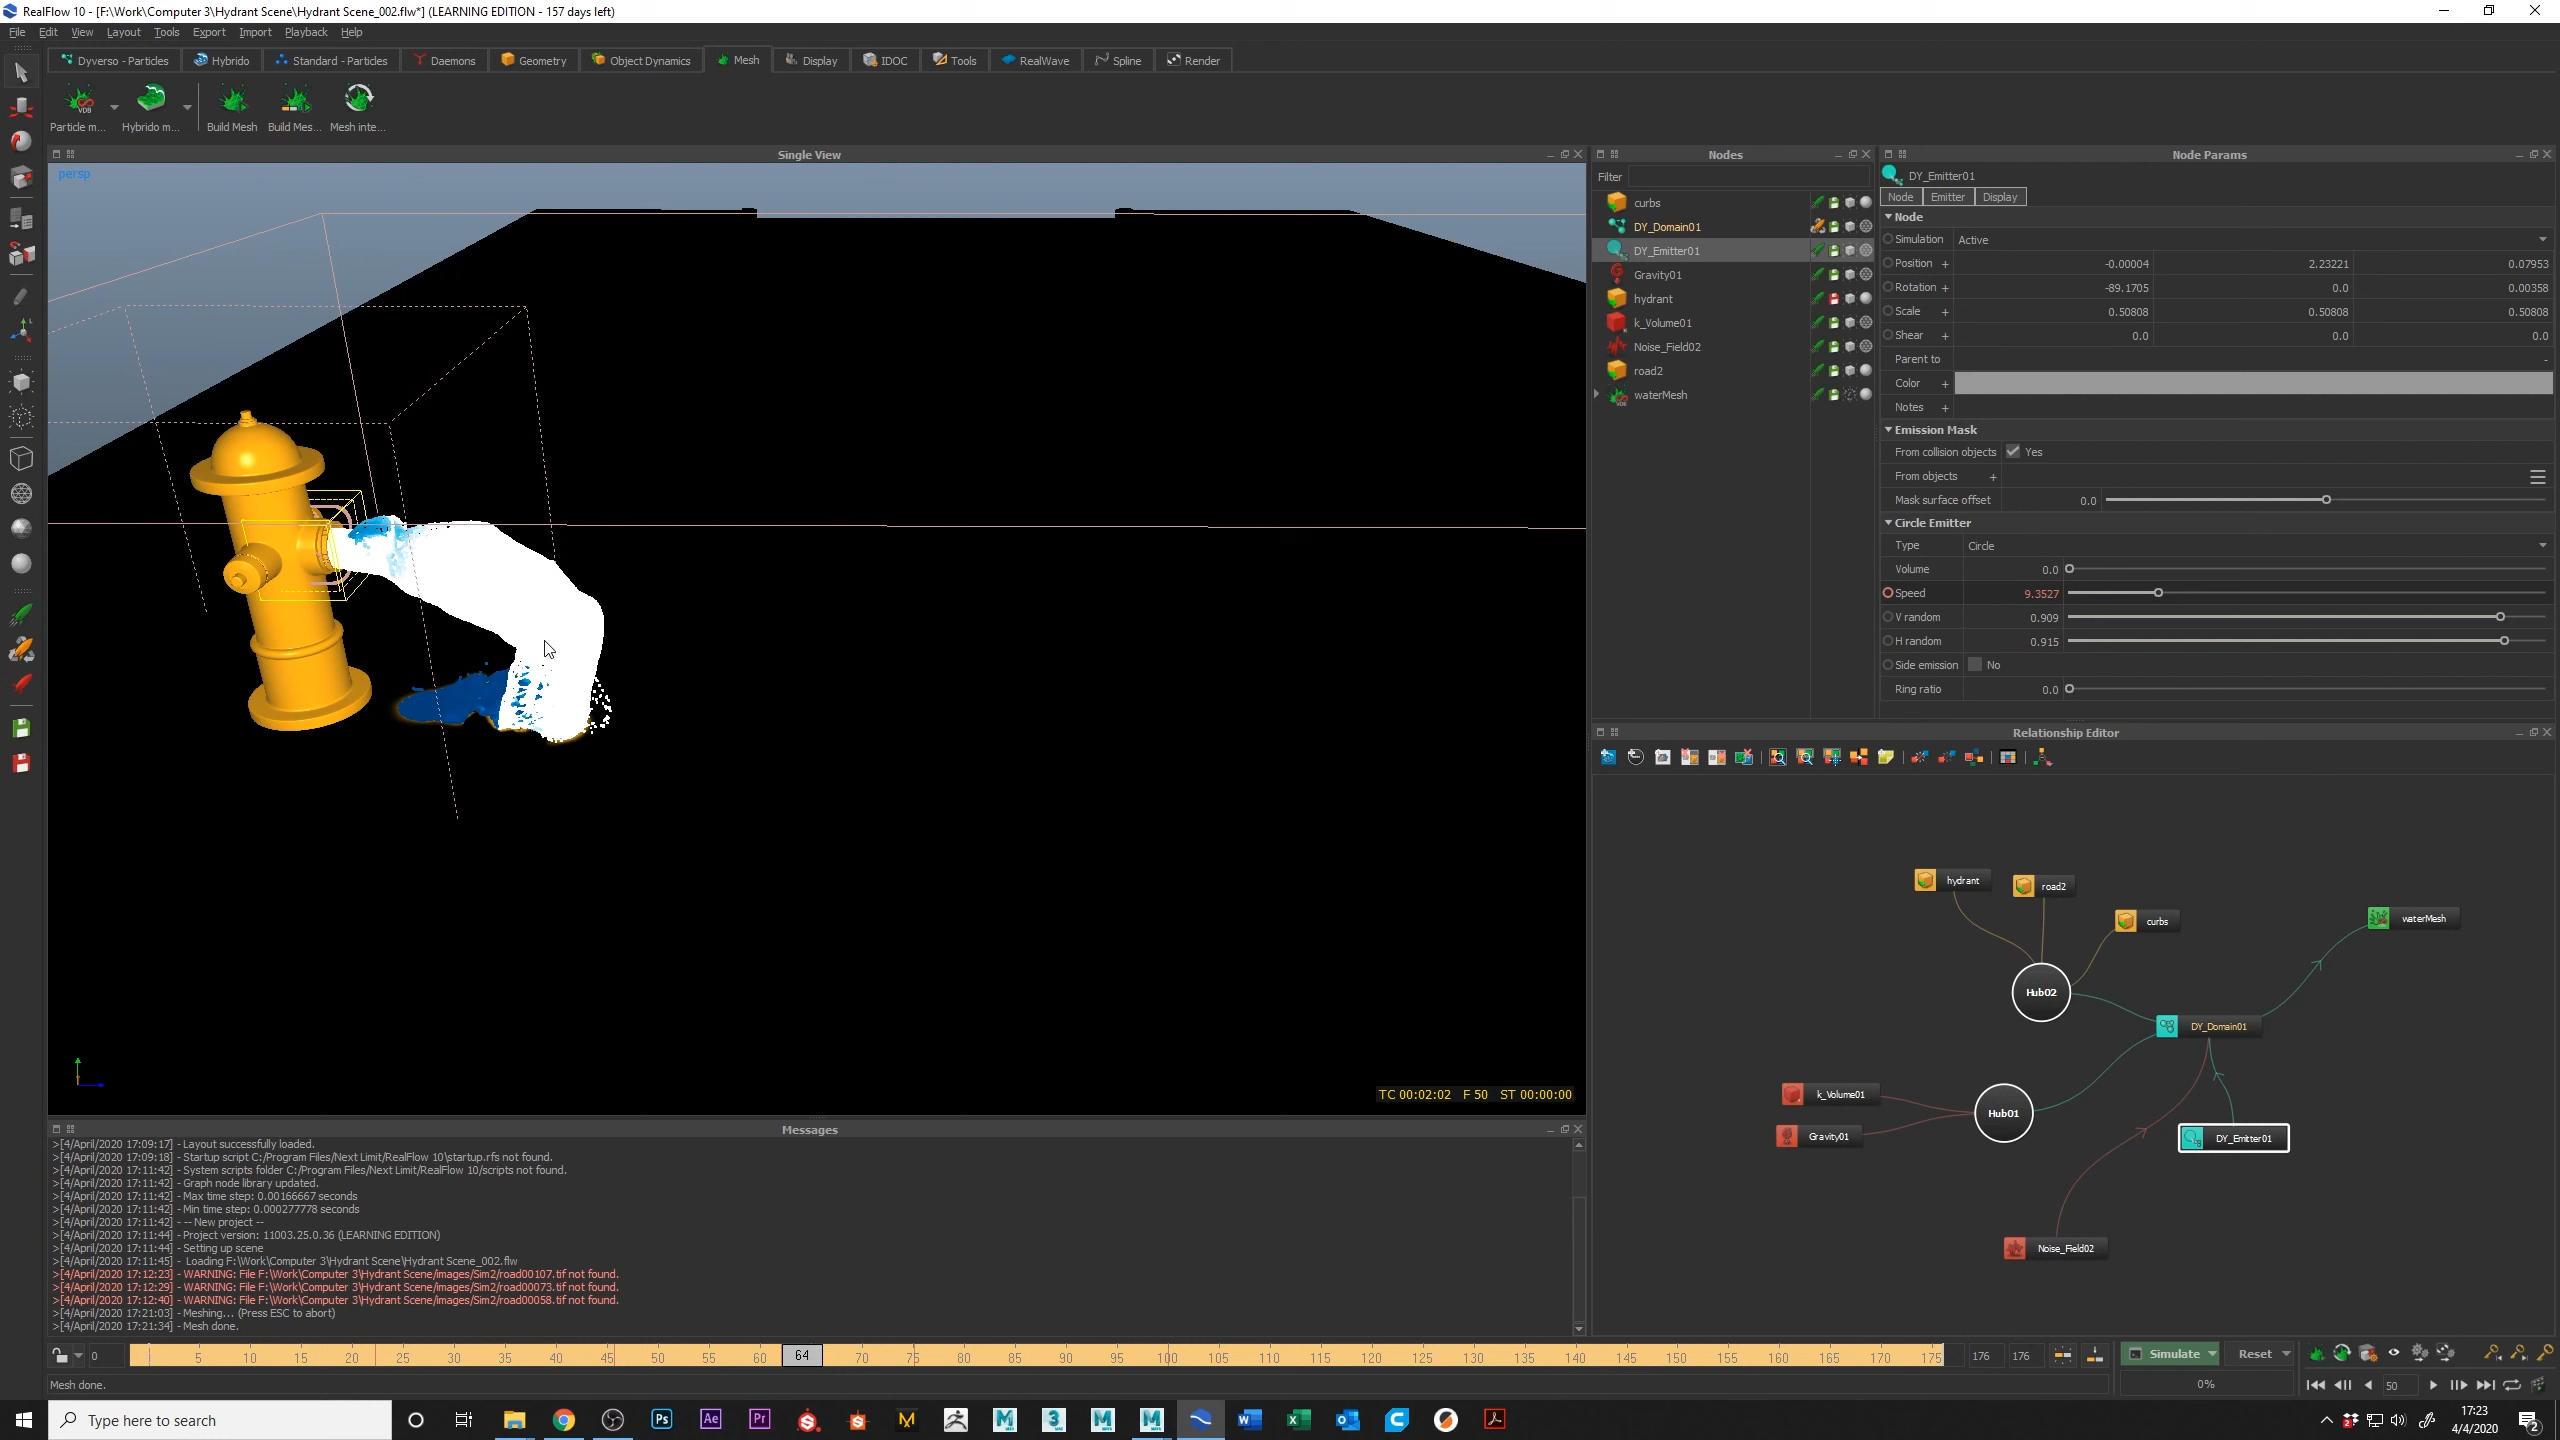 RealFlow 10 - [F:\Work\Computer 3\Hydrant Scene\Hydrant Scene_002.flw*] (LEARNING EDITION - 157 days left)
File Edit View Layout Tools Export Import Playback Help
Dyverso - Particles Hybrido Standard - Particles Daemons Geometry Object Dynamics Mesh Display IDOC Tools RealWave Spline Render
Particle m... Hybrido m... Build Mesh Build Mes... Mesh inte...
Single View
persp
TC 00:02:02 F 50 ST 00:00:00
Nodes
Filter
curbs
DY_Domain01
DY_Emitter01
Gravity01
hydrant
k_Volume01
Noise_Field02
road2
waterMesh
Node Params
DY_Emitter01
Node Emitter Display
Node
Simulation Active
Position + -0.00004 2.23221 0.07953
Rotation + -89.1705 0.0 0.00358
Scale + 0.50808 0.50808 0.50808
Shear + 0.0 0.0 0.0
Parent to -
Color +
Notes +
Emission Mask
From collision objects Yes
From objects +
Mask surface offset 0.0
Circle Emitter
Type Circle
Volume 0.0
Speed 9.3527
V random 0.909
H random 0.915
Side emission No
Ring ratio 0.0
Relationship Editor
hydrant
road2
curbs
waterMesh
Hub02
DY_Domain01
k_Volume01
Hub01
Gravity01
DY_Emitter01
Noise_Field02
Messages
>[4/April/2020 17:09:17] - Layout successfully loaded.
>[4/April/2020 17:09:18] - Startup script C:/Program Files/Next Limit/RealFlow 10\startup.rfs not found.
>[4/April/2020 17:11:42] - System scripts folder C:/Program Files/Next Limit/RealFlow 10/scripts not found.
>[4/April/2020 17:11:42] - Graph node library updated.
>[4/April/2020 17:11:42] - Max time step: 0.00166667 seconds
>[4/April/2020 17:11:42] - Min time step: 0.000277778 seconds
>[4/April/2020 17:11:42] - -- New project --
>[4/April/2020 17:11:44] - Project version: 11003.25.0.36 (LEARNING EDITION)
>[4/April/2020 17:11:44] - Setting up scene
>[4/April/2020 17:11:45] - Loading F:\Work\Computer 3\Hydrant Scene\Hydrant Scene_002.flw
>[4/April/2020 17:12:23] - WARNING: File F:\Work\Computer 3\Hydrant Scene/images/Sim2/road00107.tif not found.
>[4/April/2020 17:12:29] - WARNING: File F:\Work\Computer 3\Hydrant Scene/images/Sim2/road00073.tif not found.
>[4/April/2020 17:12:40] - WARNING: File F:\Work\Computer 3\Hydrant Scene/images/Sim2/road00058.tif not found.
>[4/April/2020 17:21:03] - Meshing... (Press ESC to abort)
>[4/April/2020 17:21:34] - Mesh done.
0 5 10 15 20 25 30 35 40 45 50 55 60 64 70 75 80 85 90 95 100 105 110 115 120 125 130 135 140 145 150 155 160 165 170 175 176 176
Simulate Reset
Mesh done.
0%
50
Type here to search
Ps Ae Pr
17:23
4/4/2020